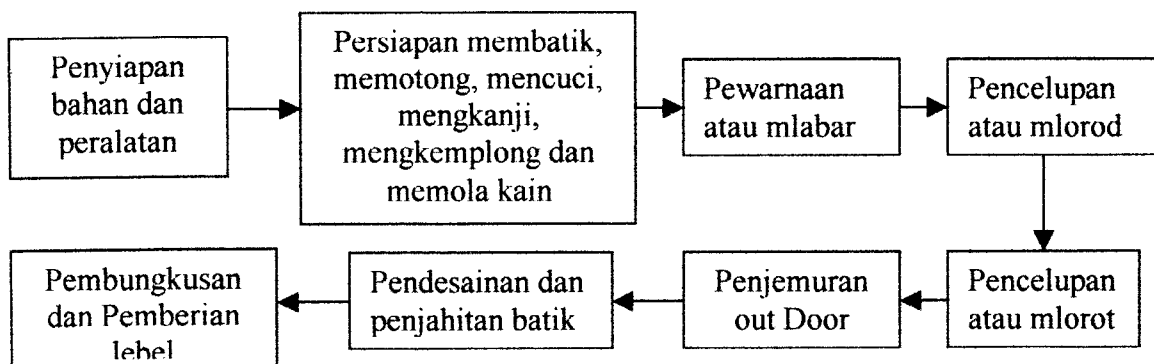 Penyiapan
bahan dan
peralatan
Persiapan membatik,
memotong, mencuci,
mengkanji,
mengkemplong dan
memola kain
Pewarnaan
atau mlabar
Pencelupan
atau mlorod
Pencelupan
atau mlorot
Penjemuran
out Door
Pendesainan dan
penjahitan batik
Pembungkusan
dan Pemberian
lebel